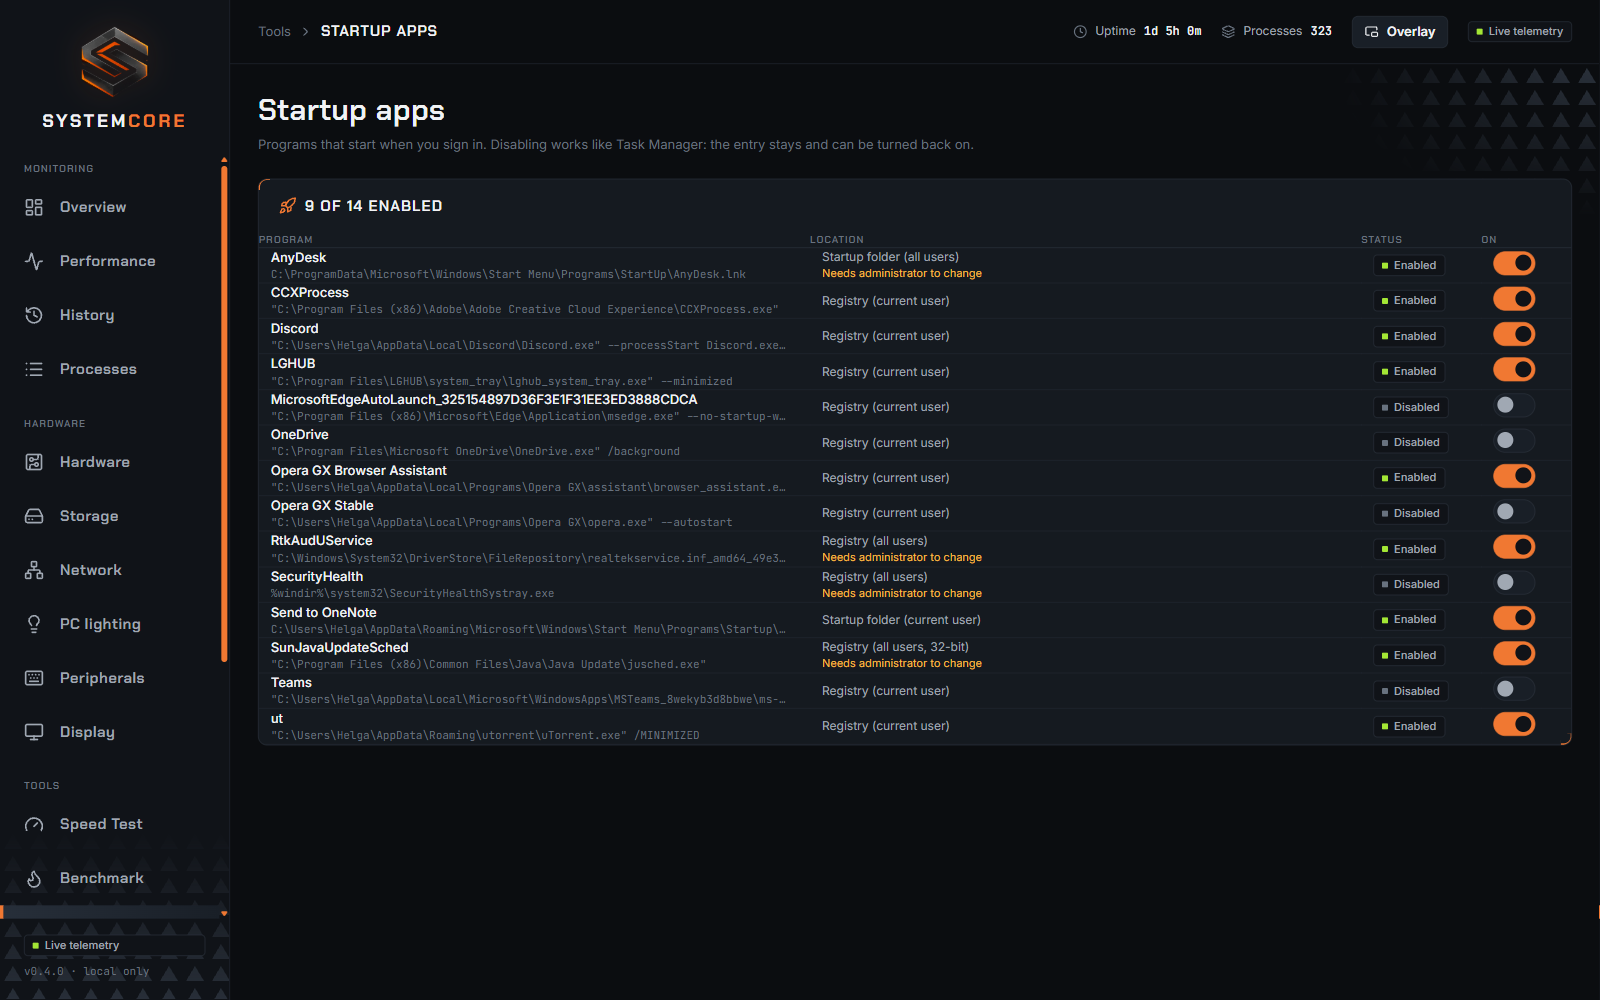 Tools > STARTUP APPS
Uptime 1d 5h 0m
Processes 323
Overlay
Live telemetry
SYSTEMCORE
MONITORING
Overview
Performance
History
Processes
HARDWARE
Hardware
Storage
Network
PC lighting
Peripherals
Display
TOOLS
Speed Test
Benchmark
Live telemetry
v0.4.0 · local only
Startup apps
Programs that start when you sign in. Disabling works like Task Manager: the entry stays and can be turned back on.
9 OF 14 ENABLED
PROGRAM LOCATION STATUS ON
AnyDesk
C:\ProgramData\Microsoft\Windows\Start Menu\Programs\StartUp\AnyDesk.lnk
Startup folder (all users)
Needs administrator to change
Enabled
CCXProcess
"C:\Program Files (x86)\Adobe\Adobe Creative Cloud Experience\CCXProcess.exe"
Registry (current user)
Enabled
Discord
"C:\Users\Helga\AppData\Local\Discord\Discord.exe" --processStart Discord.exe…
Registry (current user)
Enabled
LGHUB
"C:\Program Files\LGHUB\system_tray\lghub_system_tray.exe" --minimized
Registry (current user)
Enabled
MicrosoftEdgeAutoLaunch_325154897D36F3E1F31EE3ED3888CDCA
"C:\Program Files (x86)\Microsoft\Edge\Application\msedge.exe" --no-startup-w…
Registry (current user)
Disabled
OneDrive
"C:\Program Files\Microsoft OneDrive\OneDrive.exe" /background
Registry (current user)
Disabled
Opera GX Browser Assistant
"C:\Users\Helga\AppData\Local\Programs\Opera GX\assistant\browser_assistant.e…
Registry (current user)
Enabled
Opera GX Stable
"C:\Users\Helga\AppData\Local\Programs\Opera GX\opera.exe" --autostart
Registry (current user)
Disabled
RtkAudUService
"C:\Windows\System32\DriverStore\FileRepository\realtekservice.inf_amd64_49e3…
Registry (all users)
Needs administrator to change
Enabled
SecurityHealth
%windir%\system32\SecurityHealthSystray.exe
Registry (all users)
Needs administrator to change
Disabled
Send to OneNote
C:\Users\Helga\AppData\Roaming\Microsoft\Windows\Start Menu\Programs\Startup\…
Startup folder (current user)
Enabled
SunJavaUpdateSched
"C:\Program Files (x86)\Common Files\Java\Java Update\jusched.exe"
Registry (all users, 32-bit)
Needs administrator to change
Enabled
Teams
"C:\Users\Helga\AppData\Local\Microsoft\WindowsApps\MSTeams_8wekyb3d8bbwe\ms-…
Registry (current user)
Disabled
ut
"C:\Users\Helga\AppData\Roaming\utorrent\uTorrent.exe" /MINIMIZED
Registry (current user)
Enabled